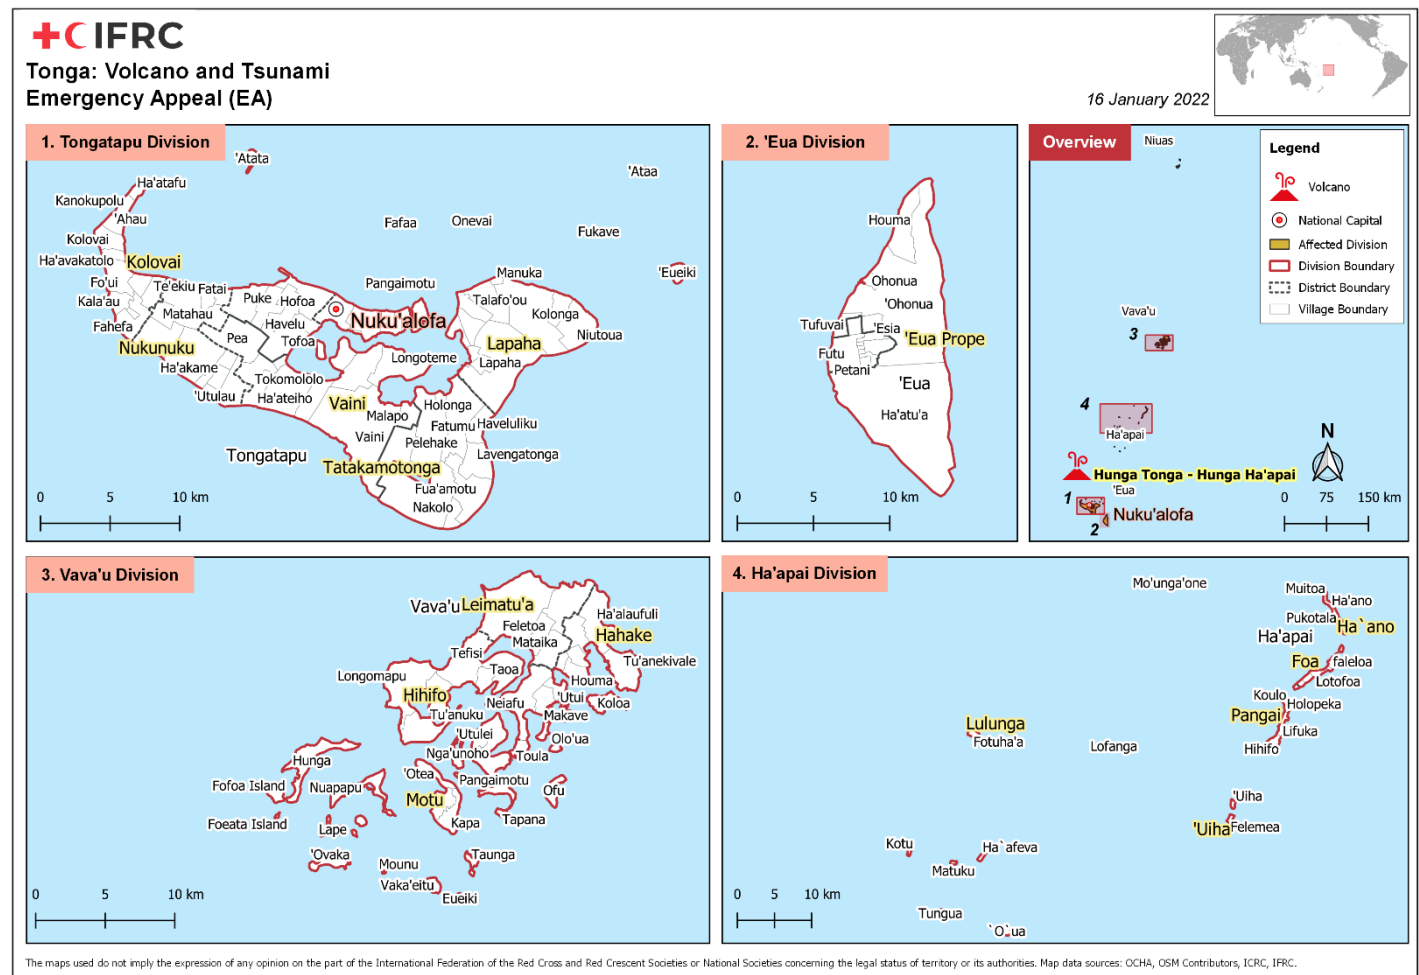 IFRC
Tonga: Volcano and Tsunami
Emergency Appeal (EA)
16 January 2022
1. Tongatapu Division
'Atata
'Ataa
Ha'atafu
Kanokupolu
'Ahau
Fafaa
Onevai
Fukave
Kolovai
Ha'avakatolo
Kolovai
'Eueiki
Fo'ui
Te'ekiu
Fatai
Pangaimotu
Manuka
Kala'au
Puke
Hofoa
Talafo'ou
Matahau
Kolonga
Fahefa
Havelu
Nuku'alofa
Niutoua
Nukunuku
Pea
Tofoa
Lapaha
Ha'akame
Longoteme
Lapaha
Tokomololo
'Utulau
Ha'ateiho
Vaini
Malapo
Holonga
Fatumu
Haveluliku
Vaini
Pelehake
Tongatapu
Lavengatonga
Tatakamotonga
Fua'amotu
Nakolo
0 5 10 km
2. 'Eua Division
Houma
Ohonua
'Ohonua
Tufuvai
'Esia
'Eua Prope
Futu
Petani
'Eua
Ha'atu'a
0 5 10 km
Overview
Niuas
Vava'u
3
4
Ha'apai
Hunga Tonga - Hunga Ha'apai
'Eua
1
Nuku'alofa
2
N
0 75 150 km
Legend
Volcano
National Capital
Affected Division
Division Boundary
District Boundary
Village Boundary
3. Vava'u Division
Vava'u
Leimatu'a
Ha'alaufuli
Feletoa
Hahake
Mataika
Tefisi
Tu'anekivale
Taoa
Longomapu
Houma
Hihifo
'Utui
Neiafu
Koloa
Tu'anuku
Makave
'Utulei
Olo'ua
Nga'unoho
Toula
Hunga
'Otea
Pangaimotu
Fofoa Island
Nuapapu
Ofu
Motu
Foeata Island
Lape
Kapa
Tapana
'Ovaka
Mounu
Taunga
Vaka'eitu
Eueiki
0 5 10 km
4. Ha'apai Division
Mo'unga'one
Muitoa
Ha'ano
Pukotala
Ha`ano
Ha'apai
Foa
faleloa
Lotofoa
Koulo
Holopeka
Pangai
Lulunga
Lifuka
Fotuha'a
Lofanga
Hihifo
'Uiha
'Uiha
Felemea
Kotu
Ha`afeva
Matuku
Tungua
`O`ua
0 5 10 km
The maps used do not imply the expression of any opinion on the part of the International Federation of the Red Cross and Red Crescent Societies or National Societies concerning the legal status of territory or its authorities. Map data sources: OCHA, OSM Contributors, ICRC, IFRC.